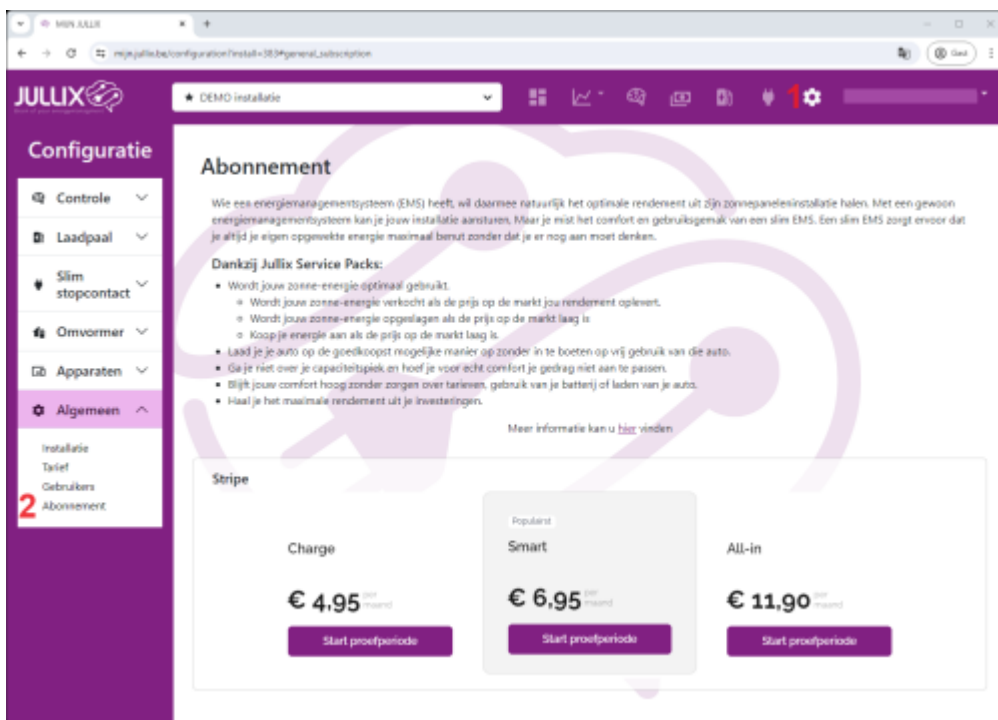 MIJN JULLIX
mijn.jullix.be/configuration?install=383#general_subscription
Gast
JULLIX
★ DEMO installatie
1
Configuratie
Controle
Laadpaal
Slim
stopcontact
Omvormer
Apparaten
Algemeen
Installatie
Tarief
Gebruikers
2 Abonnement
Abonnement
Wie een energiemanagementsysteem (EMS) heeft, wil daarmee natuurlijk het optimale rendement uit zijn zonnepaneleninstallatie halen. Met een gewoon
energiemanagementsysteem kan je jouw installatie aansturen. Maar je mist het comfort en gebruiksgemak van een slim EMS. Een slim EMS zorgt ervoor dat
je altijd je eigen opgewekte energie maximaal benut zonder dat je er nog aan moet denken.
Dankzij Jullix Service Packs:
• Wordt jouw zonne-energie optimaal gebruikt.
○ Wordt jouw zonne-energie verkocht als de prijs op de markt jou rendement oplevert.
○ Wordt jouw zonne-energie opgeslagen als de prijs op de markt laag is
○ Koop je energie aan als de prijs op de markt laag is.
• Laad je je auto op de goedkoopst mogelijke manier op zonder in te boeten op vrij gebruik van die auto.
• Ga je niet over je capaciteitspiek en hoef je voor echt comfort je gedrag niet aan te passen.
• Blijft jouw comfort hoog zonder zorgen over tarieven, gebruik van je batterij of laden van je auto.
• Haal je het maximale rendement uit je investeringen.
Meer informatie kan u hier vinden
Stripe
Charge
€ 4,95 per maand
Start proefperiode
Populairst
Smart
€ 6,95 per maand
Start proefperiode
All-in
€ 11,90 per maand
Start proefperiode